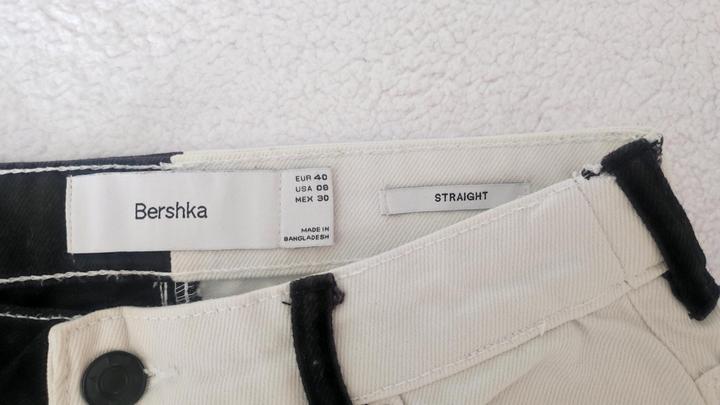 Bershka
EUR 40
USA 08
MEX 30
MADE IN
BANGLADESH
STRAIGHT